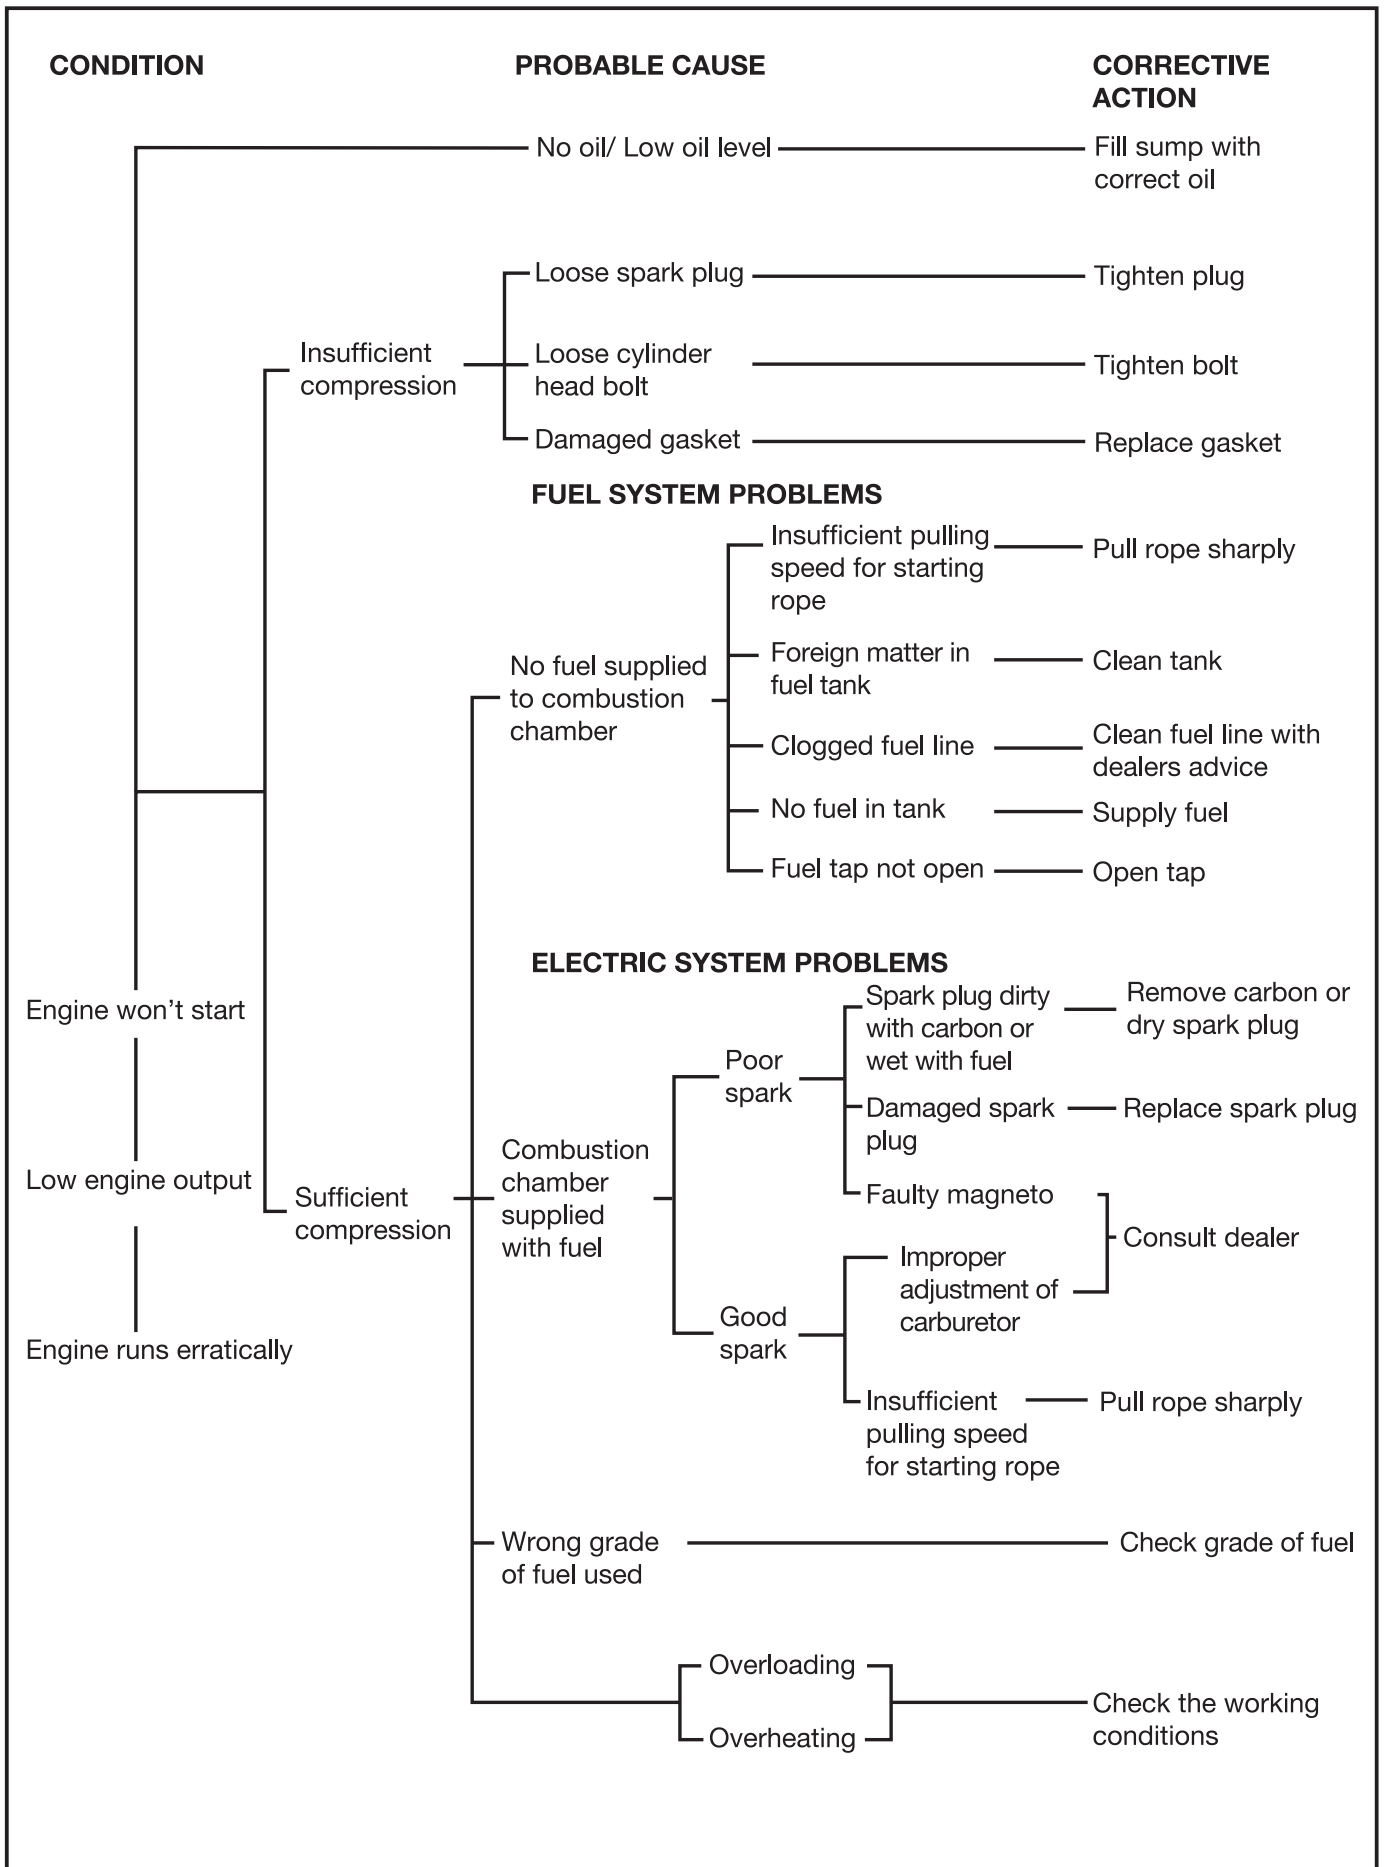 CONDITION
PROBABLE CAUSE
CORRECTIVE
ACTION
No oil/ Low oil level
Fill sump with
correct oil
Insufficient
compression
Loose spark plug
Tighten plug
Loose cylinder
head bolt
Tighten bolt
Damaged gasket
Replace gasket
FUEL SYSTEM PROBLEMS
No fuel supplied
to combustion
chamber
Insufficient pulling
speed for starting
rope
Pull rope sharply
Foreign matter in
fuel tank
Clean tank
Clogged fuel line
Clean fuel line with
dealers advice
No fuel in tank
Supply fuel
Fuel tap not open
Open tap
ELECTRIC SYSTEM PROBLEMS
Engine won’t start
Low engine output
Engine runs erratically
Sufficient
compression
Combustion
chamber
supplied
with fuel
Poor
spark
Spark plug dirty
with carbon or
wet with fuel
Remove carbon or
dry spark plug
Damaged spark
plug
Replace spark plug
Faulty magneto
Consult dealer
Good
spark
Improper
adjustment of
carburetor
Insufficient
pulling speed
for starting rope
Pull rope sharply
Wrong grade
of fuel used
Check grade of fuel
Overloading
Overheating
Check the working
conditions